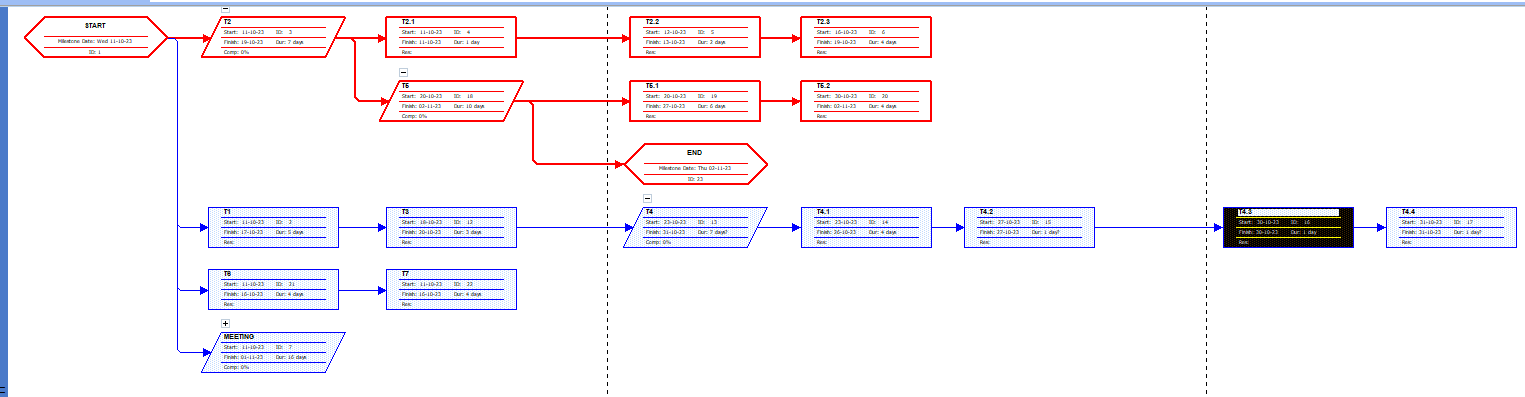 START
Milestone Date: Wed 11-10-23
ID: 1
T2
Start: 11-10-23 ID: 3
Finish: 19-10-23 Dur: 7 days
Comp: 0%
T2.1
Start: 11-10-23 ID: 4
Finish: 11-10-23 Dur: 1 day
Res:
T2.2
Start: 12-10-23 ID: 5
Finish: 13-10-23 Dur: 2 days
Res:
T2.3
Start: 16-10-23 ID: 6
Finish: 19-10-23 Dur: 4 days
Res:
T5
Start: 20-10-23 ID: 18
Finish: 02-11-23 Dur: 10 days
Comp: 0%
T5.1
Start: 20-10-23 ID: 19
Finish: 27-10-23 Dur: 6 days
Res:
T5.2
Start: 30-10-23 ID: 20
Finish: 02-11-23 Dur: 4 days
Res:
END
Milestone Date: Thu 02-11-23
ID: 23
T1
Start: 11-10-23 ID: 2
Finish: 17-10-23 Dur: 5 days
Res:
T3
Start: 18-10-23 ID: 12
Finish: 20-10-23 Dur: 3 days
Res:
T4
Start: 23-10-23 ID: 13
Finish: 31-10-23 Dur: 7 days?
Comp: 0%
T4.1
Start: 23-10-23 ID: 14
Finish: 26-10-23 Dur: 4 days
Res:
T4.2
Start: 27-10-23 ID: 15
Finish: 27-10-23 Dur: 1 day?
Res:
T4.3
Start: 30-10-23 ID: 16
Finish: 30-10-23 Dur: 1 day
Res:
T4.4
Start: 31-10-23 ID: 17
Finish: 31-10-23 Dur: 1 day?
Res:
T6
Start: 11-10-23 ID: 21
Finish: 16-10-23 Dur: 4 days
Res:
T7
Start: 11-10-23 ID: 22
Finish: 16-10-23 Dur: 4 days
Res:
MEETING
Start: 11-10-23 ID: 7
Finish: 01-11-23 Dur: 16 days
Comp: 0%